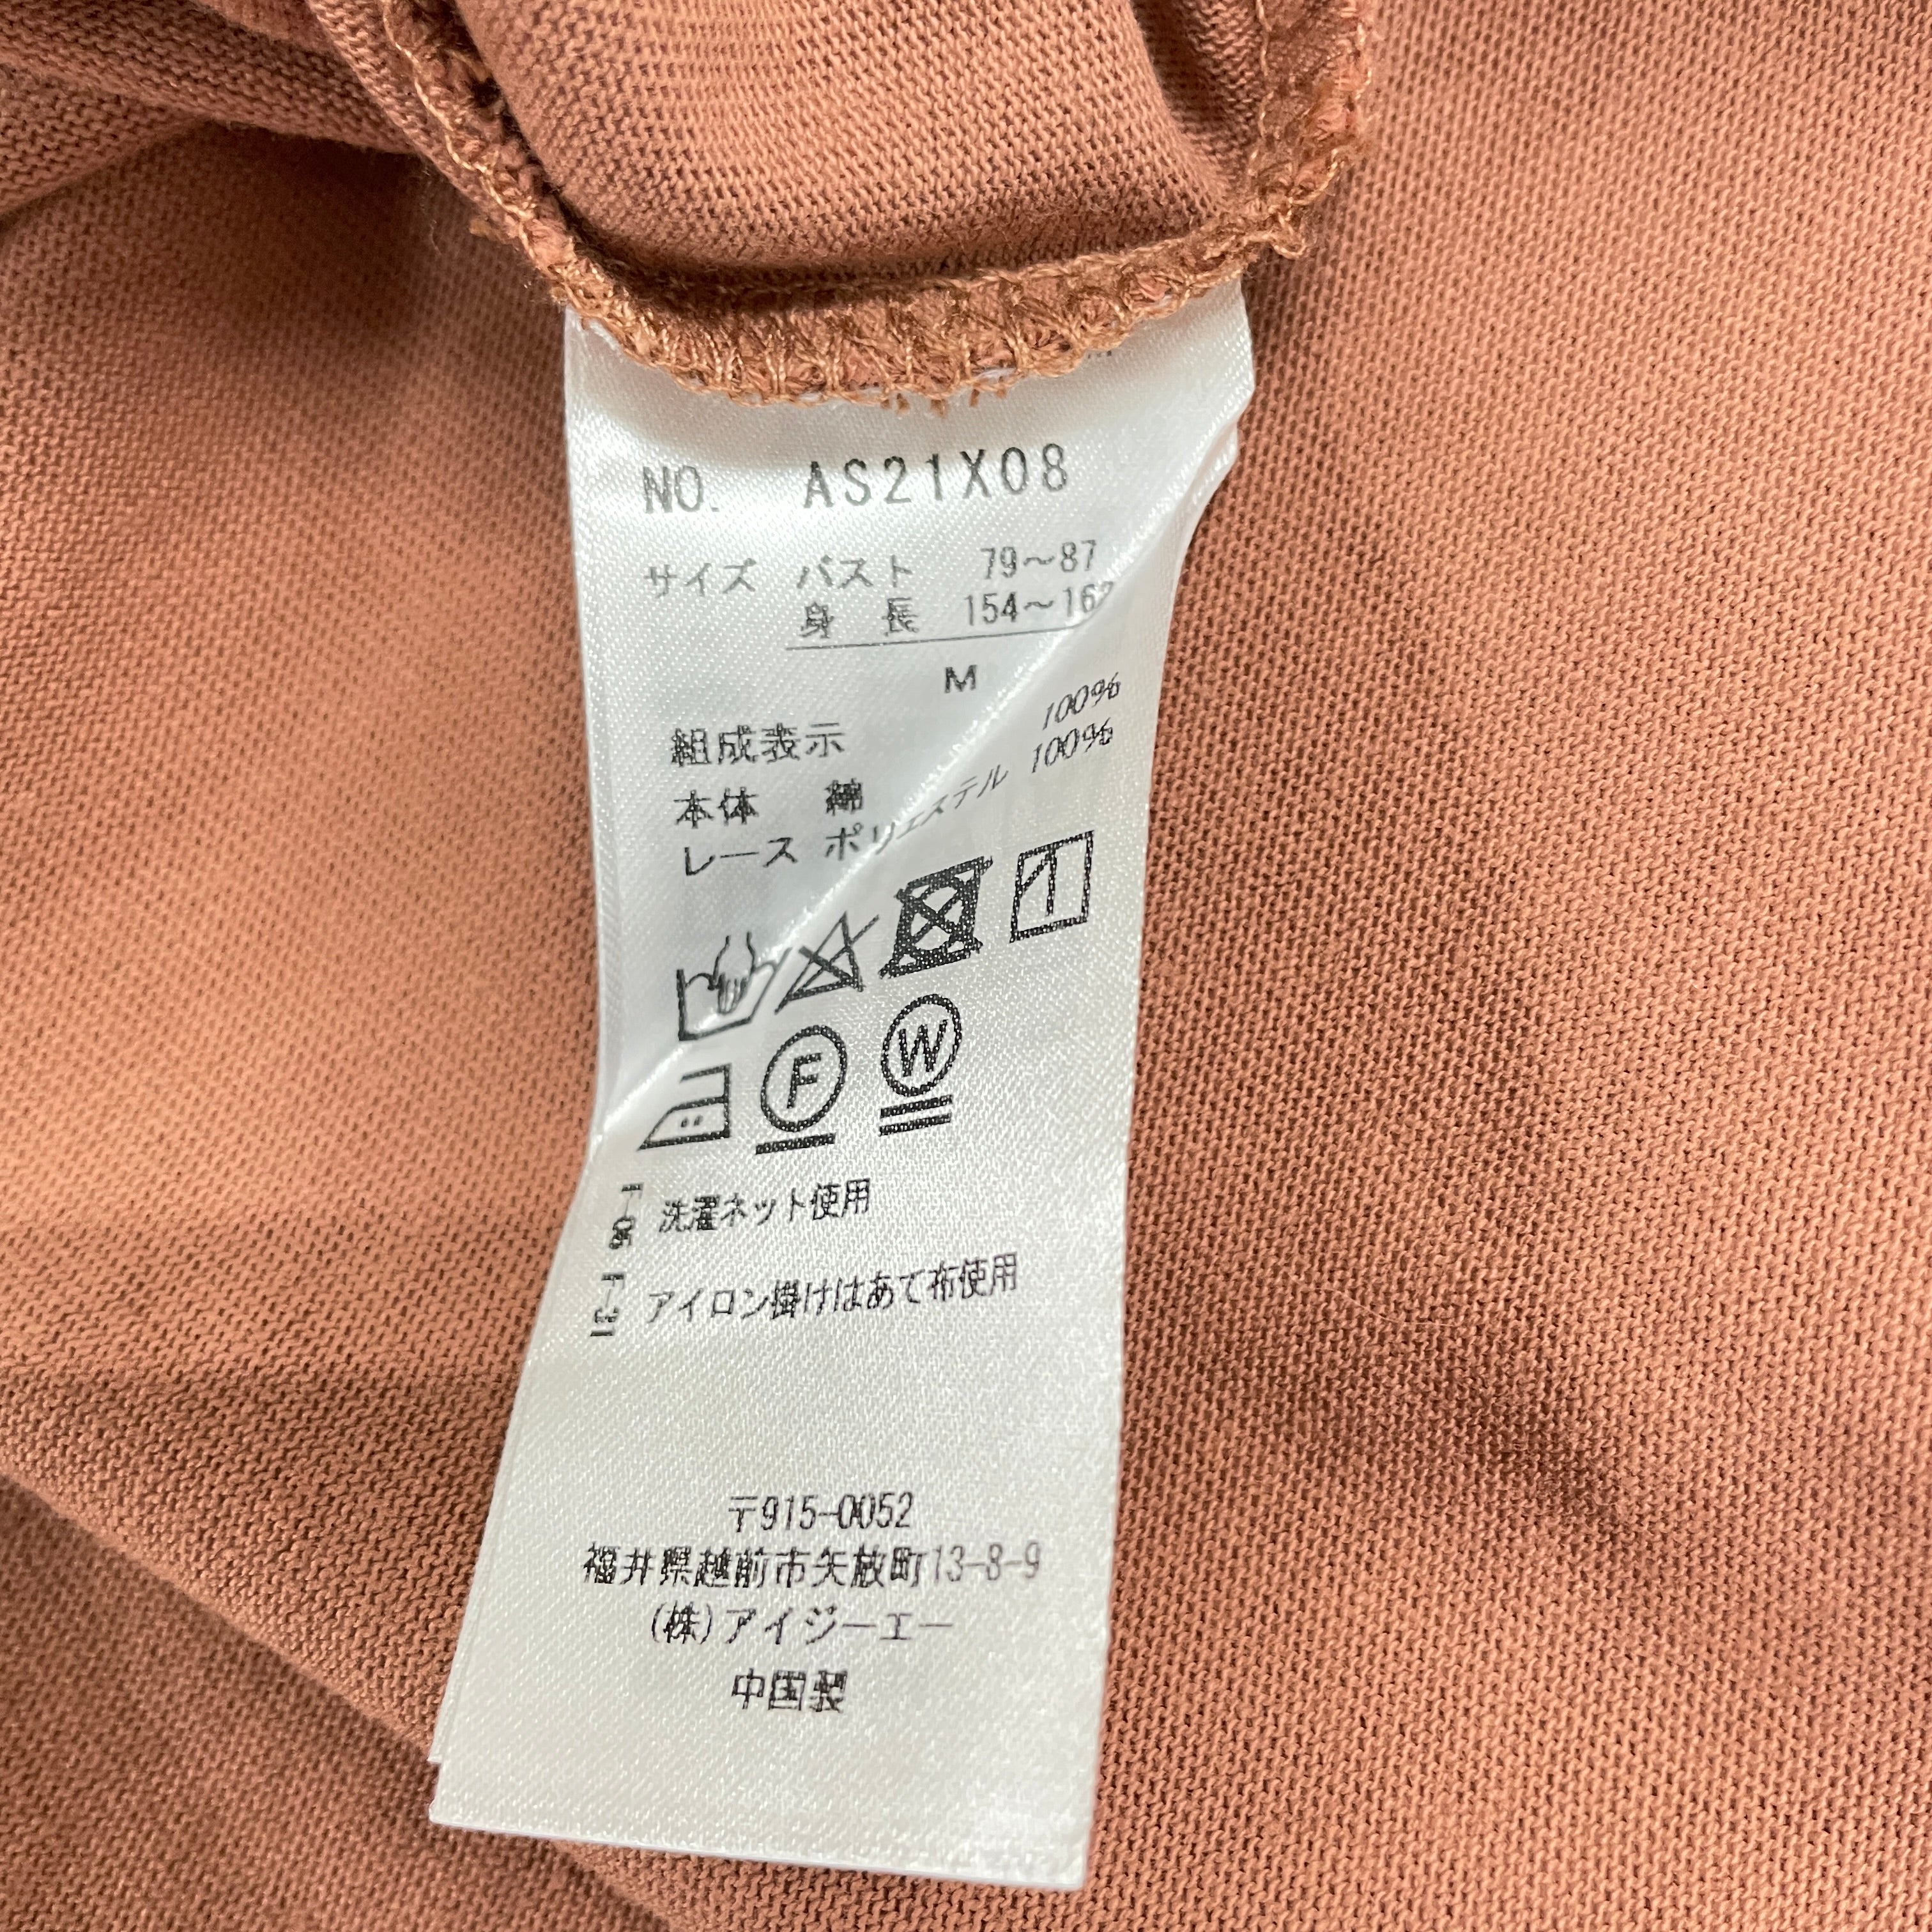 NO. AS21X08
サイズ バスト 79～87
身 長 154～162
M
組成表示
本体 綿 100%
レース ポリエステル 100%
F
W
洗濯ネット使用
アイロン掛けはあて布使用
〒915-0052
福井県越前市矢放町13-8-9
(株)アイジーエー
中国製